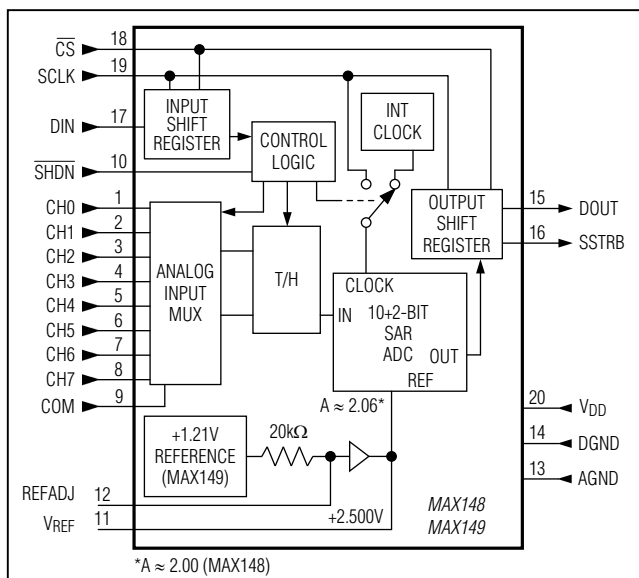 CS 18
SCLK 19
DIN 17
SHDN 10
CH0 1
CH1 2
CH2 3
CH3 4
CH4 5
CH5 6
CH6 7
CH7 8
COM 9
INPUT
SHIFT
REGISTER
CONTROL
LOGIC
INT
CLOCK
OUTPUT
SHIFT
REGISTER
15 DOUT
16 SSTRB
ANALOG
INPUT
MUX
T/H
CLOCK
IN
10+2-BIT
SAR
ADC
OUT
REF
A ≈ 2.06*
20 VDD
14 DGND
13 AGND
+1.21V
REFERENCE
(MAX149)
20kΩ
REFADJ 12
VREF 11
+2.500V
MAX148
MAX149
*A ≈ 2.00 (MAX148)